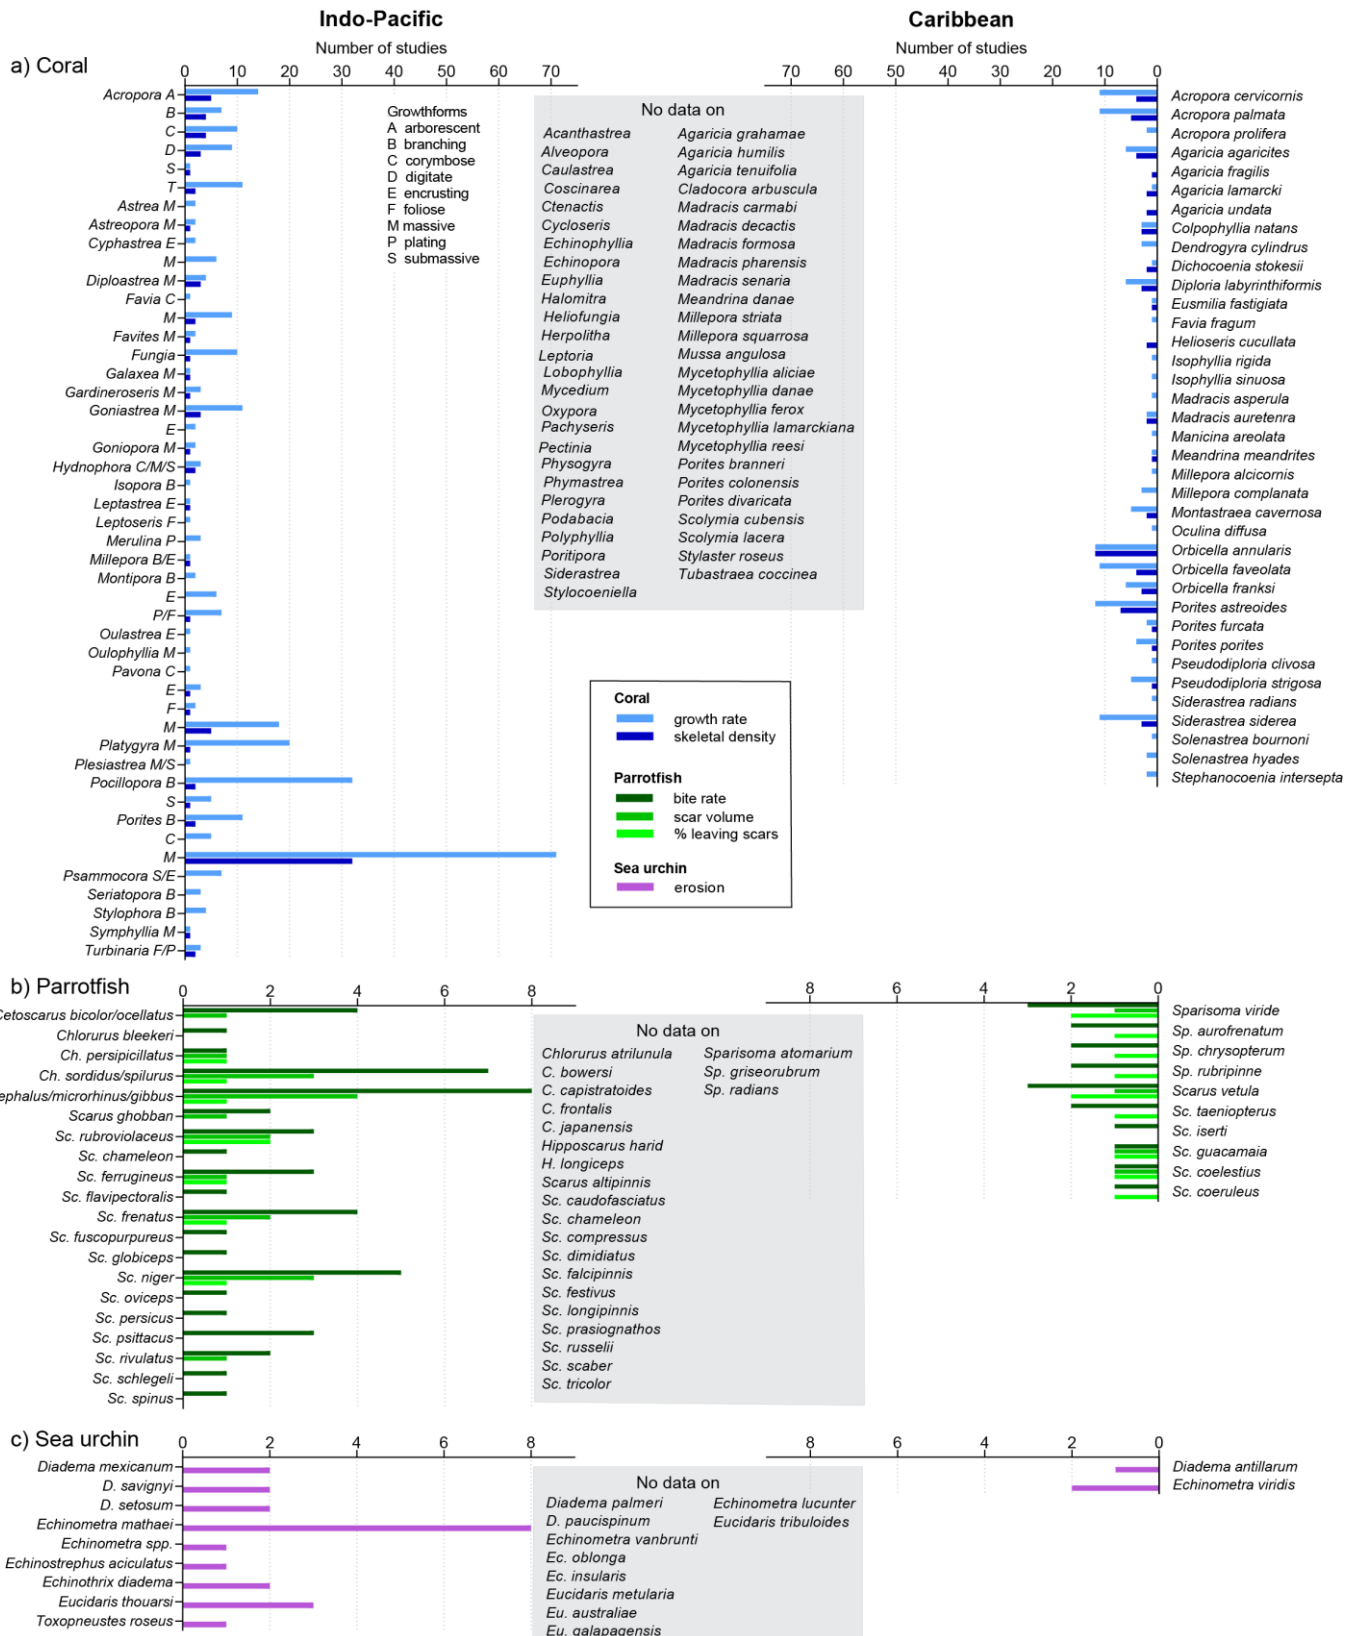 Indo-Pacific
Caribbean
Number of studies
Number of studies
a) Coral
0 10 20 30 40 50 60 70
70 60 50 40 30 20 10 0
Acropora A
B
C
D
S
T
Astrea M
Astreopora M
Cyphastrea E
M
Diploastrea M
Favia C
M
Favites M
Fungia
Galaxea M
Gardineroseris M
Goniastrea M
E
Goniopora M
Hydnophora C/M/S
Isopora B
Leptastrea E
Leptoseris F
Merulina P
Millepora B/E
Montipora B
E
P/F
Oulastrea E
Oulophyllia M
Pavona C
E
F
M
Platygyra M
Plesiastrea M/S
Pocillopora B
S
Porites B
C
M
Psammocora S/E
Seriatopora B
Stylophora B
Symphyllia M
Turbinaria F/P
Growthforms
A arborescent
B branching
C corymbose
D digitate
E encrusting
F foliose
M massive
P plating
S submassive
No data on
Acanthastrea
Alveopora
Caulastrea
Coscinarea
Ctenactis
Cycloseris
Echinophyllia
Echinopora
Euphyllia
Halomitra
Heliofungia
Herpolitha
Leptoria
Lobophyllia
Mycedium
Oxypora
Pachyseris
Pectinia
Physogyra
Phymastrea
Plerogyra
Podabacia
Polyphyllia
Poritipora
Siderastrea
Stylocoeniella
Agaricia grahamae
Agaricia humilis
Agaricia tenuifolia
Cladocora arbuscula
Madracis carmabi
Madracis decactis
Madracis formosa
Madracis pharensis
Madracis senaria
Meandrina danae
Millepora striata
Millepora squarrosa
Mussa angulosa
Mycetophyllia aliciae
Mycetophyllia danae
Mycetophyllia ferox
Mycetophyllia lamarckiana
Mycetophyllia reesi
Porites branneri
Porites colonensis
Porites divaricata
Scolymia cubensis
Scolymia lacera
Stylaster roseus
Tubastraea coccinea
Acropora cervicornis
Acropora palmata
Acropora prolifera
Agaricia agaricites
Agaricia fragilis
Agaricia lamarcki
Agaricia undata
Colpophyllia natans
Dendrogyra cylindrus
Dichocoenia stokesii
Diploria labyrinthiformis
Eusmilia fastigiata
Favia fragum
Helioseris cucullata
Isophyllia rigida
Isophyllia sinuosa
Madracis asperula
Madracis auretenra
Manicina areolata
Meandrina meandrites
Millepora alcicornis
Millepora complanata
Montastraea cavernosa
Oculina diffusa
Orbicella annularis
Orbicella faveolata
Orbicella franksi
Porites astreoides
Porites furcata
Porites porites
Pseudodiploria clivosa
Pseudodiploria strigosa
Siderastrea radians
Siderastrea siderea
Solenastrea bournoni
Solenastrea hyades
Stephanocoenia intersepta
Coral
growth rate
skeletal density
Parrotfish
bite rate
scar volume
% leaving scars
Sea urchin
erosion
b) Parrotfish
0 2 4 6 8
8 6 4 2 0
Cetoscarus bicolor/ocellatus
Chlorurus bleekeri
Ch. persipicillatus
Ch. sordidus/spilurus
ephalus/microrhinus/gibbus
Scarus ghobban
Sc. rubroviolaceus
Sc. chameleon
Sc. ferrugineus
Sc. flavipectoralis
Sc. frenatus
Sc. fuscopurpureus
Sc. globiceps
Sc. niger
Sc. oviceps
Sc. persicus
Sc. psittacus
Sc. rivulatus
Sc. schlegeli
Sc. spinus
No data on
Chlorurus atrilunula
C. bowersi
C. capistratoides
C. frontalis
C. japanensis
Hipposcarus harid
H. longiceps
Scarus altipinnis
Sc. caudofasciatus
Sc. chameleon
Sc. compressus
Sc. dimidiatus
Sc. falcipinnis
Sc. festivus
Sc. longipinnis
Sc. prasiognathos
Sc. russelii
Sc. scaber
Sc. tricolor
Sparisoma atomarium
Sp. griseorubrum
Sp. radians
Sparisoma viride
Sp. aurofrenatum
Sp. chrysopterum
Sp. rubripinne
Scarus vetula
Sc. taeniopterus
Sc. iserti
Sc. guacamaia
Sc. coelestius
Sc. coeruleus
c) Sea urchin
0 2 4 6 8
8 6 4 2 0
Diadema mexicanum
D. savignyi
D. setosum
Echinometra mathaei
Echinometra spp.
Echinostrephus aciculatus
Echinothrix diadema
Eucidaris thouarsi
Toxopneustes roseus
No data on
Diadema palmeri
D. paucispinum
Echinometra vanbrunti
Ec. oblonga
Ec. insularis
Eucidaris metularia
Eu. australiae
Eu. galapagensis
Echinometra lucunter
Eucidaris tribuloides
Diadema antillarum
Echinometra viridis